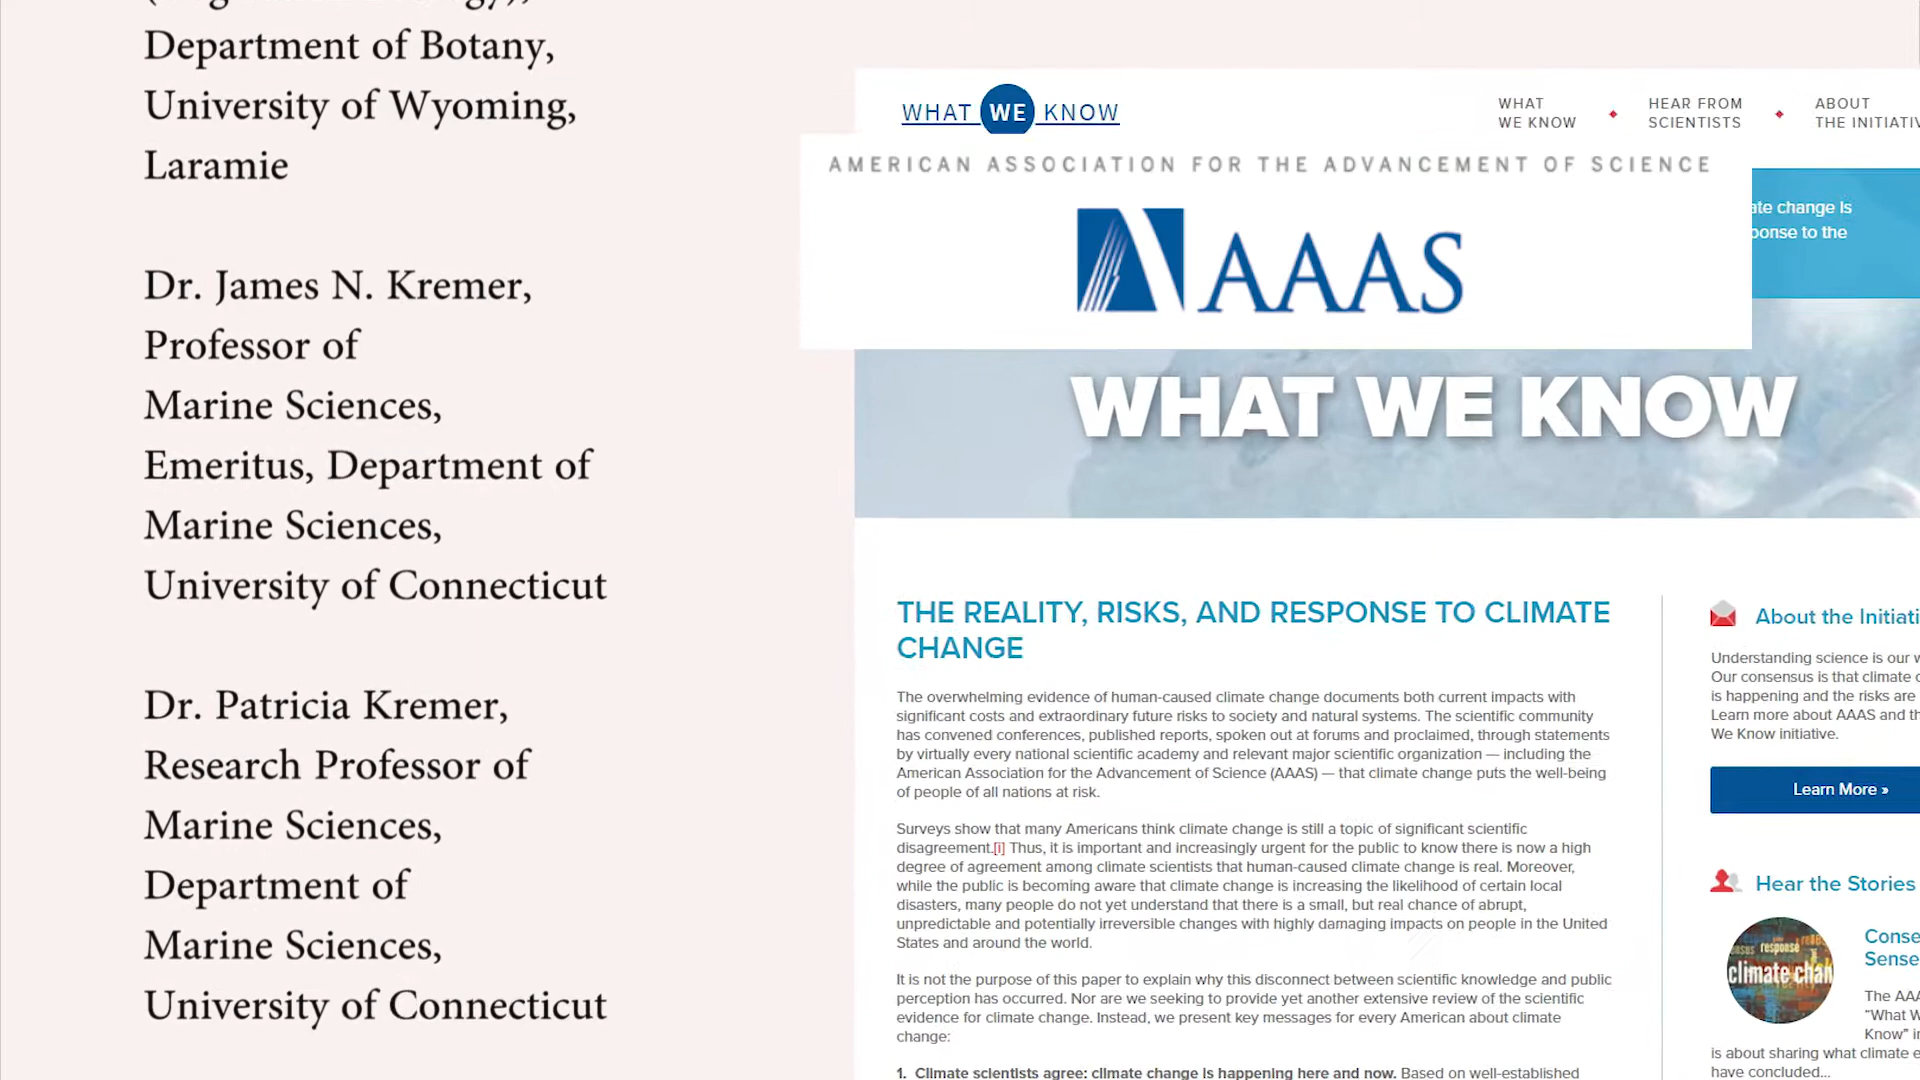 Department of Botany,
University of Wyoming,
Laramie
Dr. James N. Kremer,
Professor of
Marine Sciences,
Emeritus, Department of
Marine Sciences,
University of Connecticut
Dr. Patricia Kremer,
Research Professor of
Marine Sciences,
Department of
Marine Sciences,
University of Connecticut
WHAT WE KNOW
WHAT
WE KNOW
HEAR FROM
SCIENTISTS
ABOUT
THE
AMERICAN ASSOCIATION FOR THE ADVANCEMENT OF SCIENCE
AAAS
change is
to the
WHAT WE KNOW
THE REALITY, RISKS, AND RESPONSE TO CLIMATE
CHANGE
The overwhelming evidence of human-caused climate change documents both current impacts with
significant costs and extraordinary future risks to society and natural systems. The scientific community
has convened conferences, published reports, spoken out at forums and proclaimed, through statements
by virtually every national scientific academy and relevant major scientific organization — including the
American Association for the Advancement of Science (AAAS) — that climate change puts the well-being
of people of all nations at risk.
Surveys show that many Americans think climate change is still a topic of significant scientific
disagreement.[i] Thus, it is important and increasingly urgent for the public to know there is now a high
degree of agreement among climate scientists that human-caused climate change is real. Moreover,
while the public is becoming aware that climate change is increasing the likelihood of certain local
disasters, many people do not yet understand that there is a small, but real chance of abrupt,
unpredictable and potentially irreversible changes with highly damaging impacts on people in the United
States and around the world.
It is not the purpose of this paper to explain why this disconnect between scientific knowledge and public
perception has occurred. Nor are we seeking to provide yet another extensive review of the scientific
evidence for climate change. Instead, we present key messages for every American about climate
change:
1. Climate scientists agree: climate change is happening here and now. Based on well-established
About the
Understanding science is our
Our consensus is that climate
is happening and the risks are
Learn more about AAAS and
We Know initiative.
Learn More »
Hear the Stories
response
climate
The
"What
Know"
is about sharing what climate
have concluded...